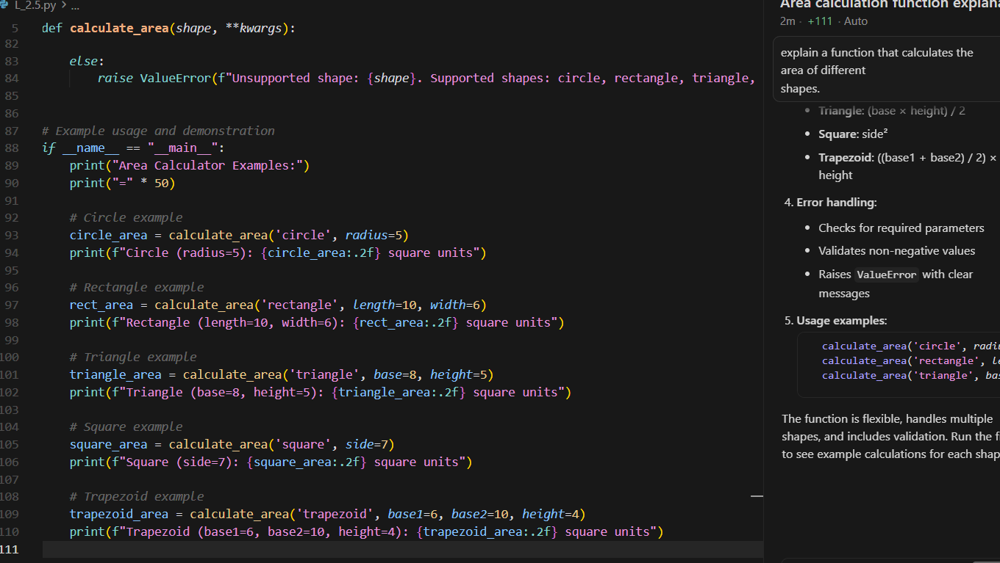 L_2.5.py > ...
5 def calculate_area(shape, **kwargs):
82
83 else:
84 raise ValueError(f"Unsupported shape: {shape}. Supported shapes: circle, rectangle, triangle,
85
86
87 # Example usage and demonstration
88 if __name__ == "__main__":
89 print("Area Calculator Examples:")
90 print("=" * 50)
91
92 # Circle example
93 circle_area = calculate_area('circle', radius=5)
94 print(f"Circle (radius=5): {circle_area:.2f} square units")
95
96 # Rectangle example
97 rect_area = calculate_area('rectangle', length=10, width=6)
98 print(f"Rectangle (length=10, width=6): {rect_area:.2f} square units")
99
100 # Triangle example
101 triangle_area = calculate_area('triangle', base=8, height=5)
102 print(f"Triangle (base=8, height=5): {triangle_area:.2f} square units")
103
104 # Square example
105 square_area = calculate_area('square', side=7)
106 print(f"Square (side=7): {square_area:.2f} square units")
107
108 # Trapezoid example
109 trapezoid_area = calculate_area('trapezoid', base1=6, base2=10, height=4)
110 print(f"Trapezoid (base1=6, base2=10, height=4): {trapezoid_area:.2f} square units")
111
Area calculation function
2m · +111 · Auto
explain a function that calculates the
area of different
shapes.
• Triangle: (base × height) / 2
• Square: side²
• Trapezoid: ((base1 + base2) / 2) ×
height
4. Error handling:
• Checks for required parameters
• Validates non-negative values
• Raises ValueError with clear
messages
5. Usage examples:
calculate_area('circle',
calculate_area('rectangle',
calculate_area('triangle',
The function is flexible, handles multiple
shapes, and includes validation. Run the
to see example calculations for each